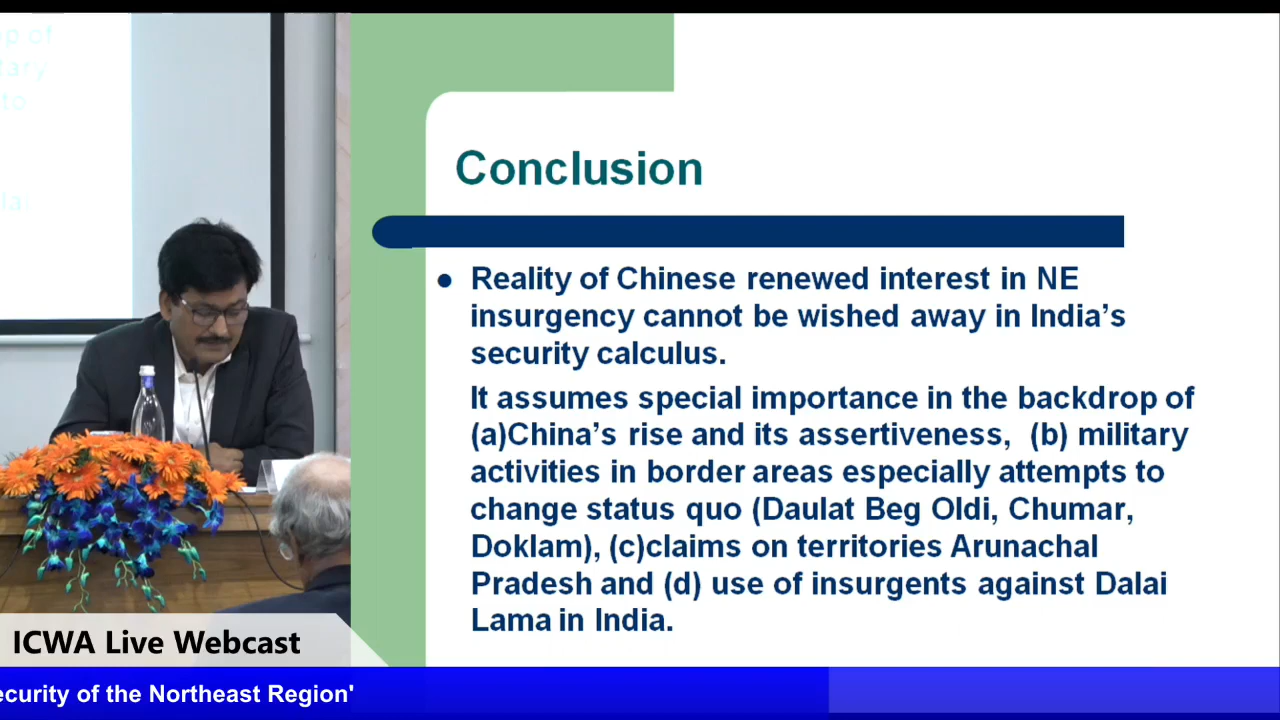 Conclusion
Reality of Chinese renewed interest in NE
insurgency cannot be wished away in India's
security calculus.
It assumes special importance in the backdrop of
(a)China's rise and its assertiveness, (b) military
activities in border areas especially attempts to
change status quo (Daulat Beg Oldi, Chumar,
Doklam), (c)claims on territories Arunachal
Pradesh and (d) use of insurgents against Dalai
Lama in India.
ICWA Live Webcast
of the Northeast Region'